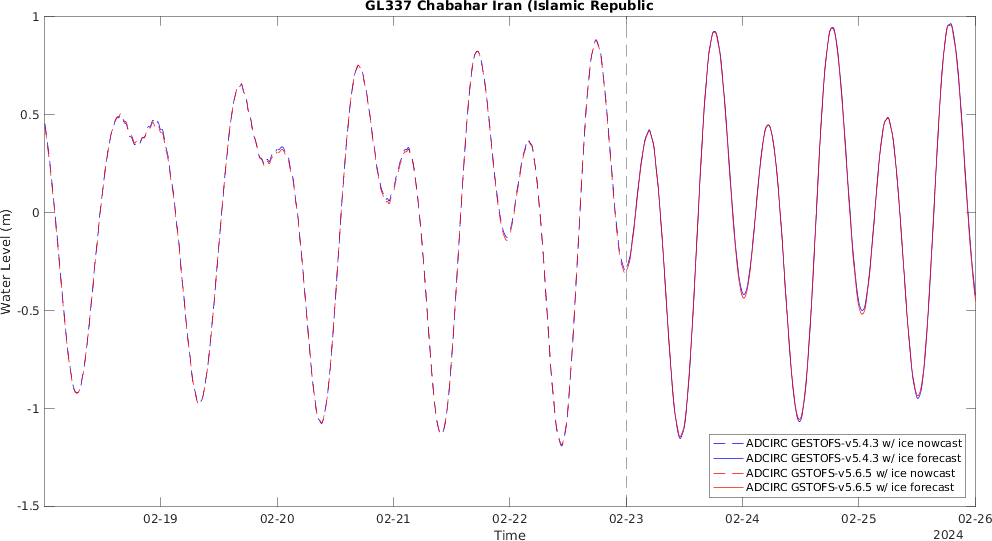 GL337 Chabahar Iran (Islamic Republic
Water Level (m)
1
0.5
0
-0.5
-1
-1.5
02-19
02-20
02-21
02-22
02-23
02-24
02-25
02-26
Time
2024
ADCIRC GESTOFS-v5.4.3 w/ ice nowcast
ADCIRC GESTOFS-v5.4.3 w/ ice forecast
ADCIRC GSTOFS-v5.6.5 w/ ice nowcast
ADCIRC GSTOFS-v5.6.5 w/ ice forecast